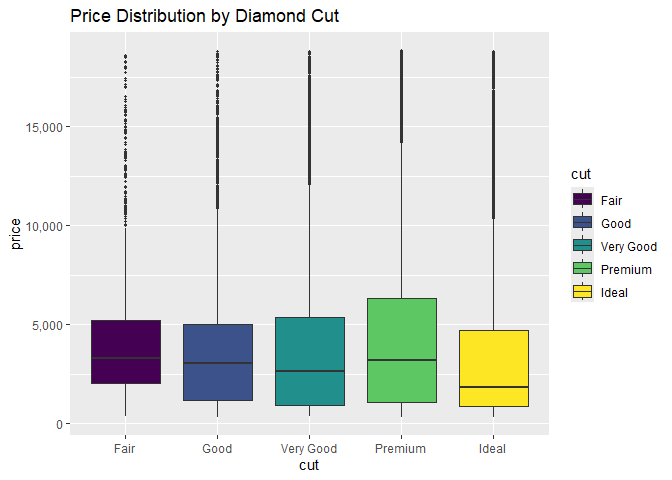 Price Distribution by Diamond Cut
15,000
10,000
5,000
0
price
Fair Good Very Good Premium Ideal
cut
cut
Fair
Good
Very Good
Premium
Ideal